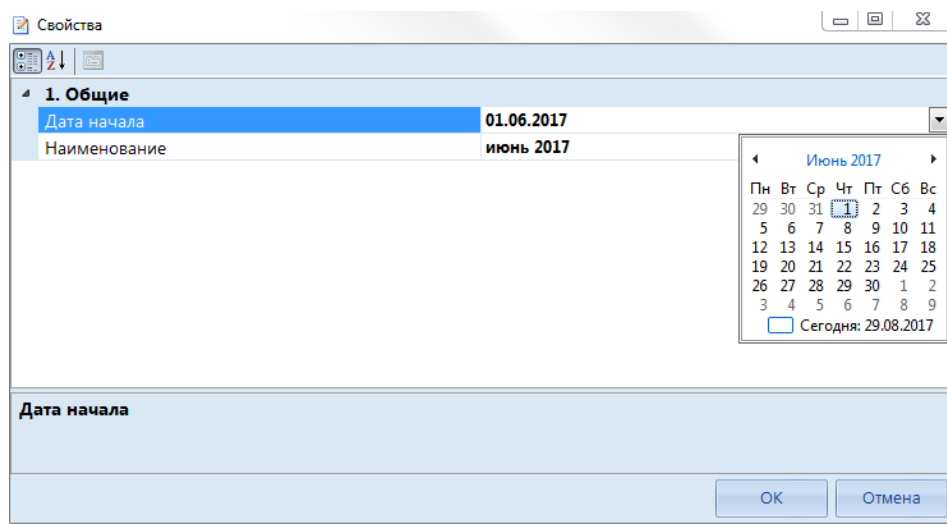 Свойства
1. Общие
Дата начала 01.06.2017
Наименование июнь 2017
Июнь 2017
Пн Вт Ср Чт Пт Сб Вс
29 30 31 1 2 3 4
5 6 7 8 9 10 11
12 13 14 15 16 17 18
19 20 21 22 23 24 25
26 27 28 29 30 1 2
3 4 5 6 7 8 9
Сегодня: 29.08.2017
Дата начала
ОК Отмена